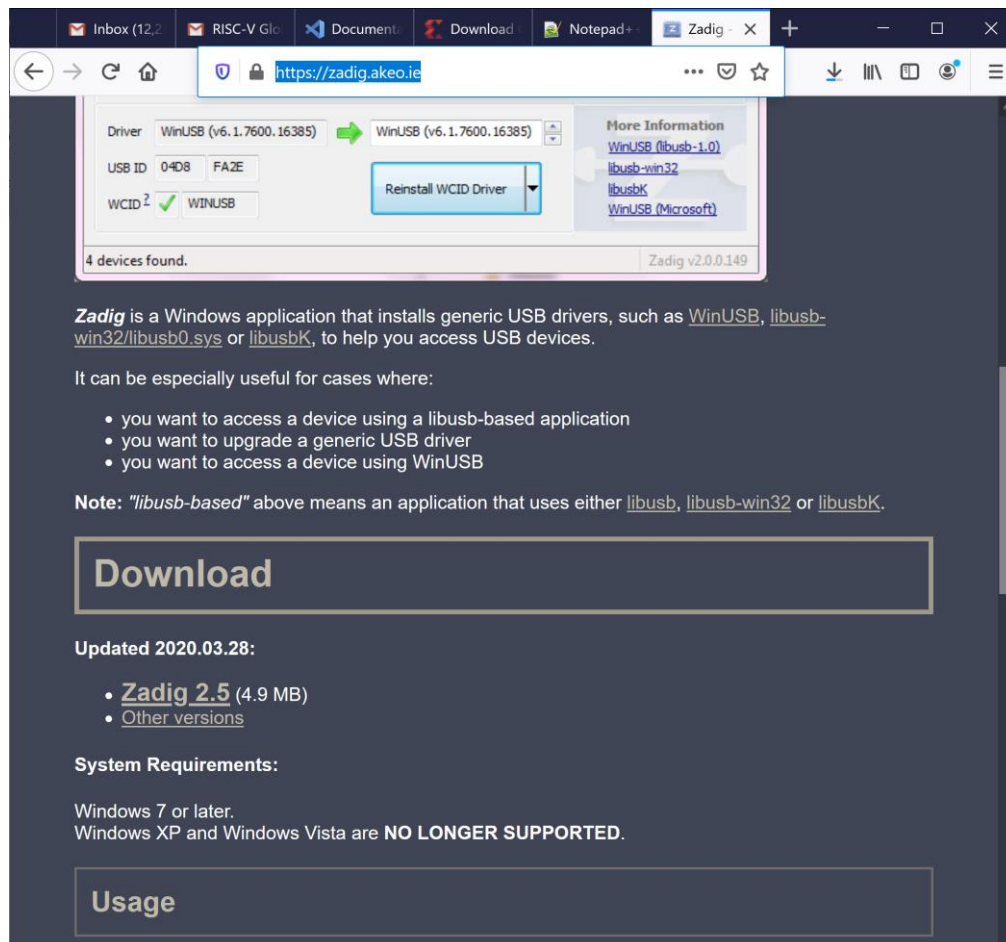 Inbox (12,2 RISC-V Glo Documenta Download Notepad++ Zadig -
https://zadig.akeo.ie
Driver WinUSB (v6.1.7600.16385) WinUSB (v6.1.7600.16385) More Information
WinUSB (libusb-1.0)
USB ID 04D8 FA2E Reinstall WCID Driver libusb-win32
libusbK
WCID ? WINUSB WinUSB (Microsoft)
4 devices found. Zadig v2.0.0.149
Zadig is a Windows application that installs generic USB drivers, such as WinUSB, libusb-
win32/libusb0.sys or libusbK, to help you access USB devices.
It can be especially useful for cases where:
• you want to access a device using a libusb-based application
• you want to upgrade a generic USB driver
• you want to access a device using WinUSB
Note: "libusb-based" above means an application that uses either libusb, libusb-win32 or libusbK.
Download
Updated 2020.03.28:
• Zadig 2.5 (4.9 MB)
• Other versions
System Requirements:
Windows 7 or later.
Windows XP and Windows Vista are NO LONGER SUPPORTED.
Usage